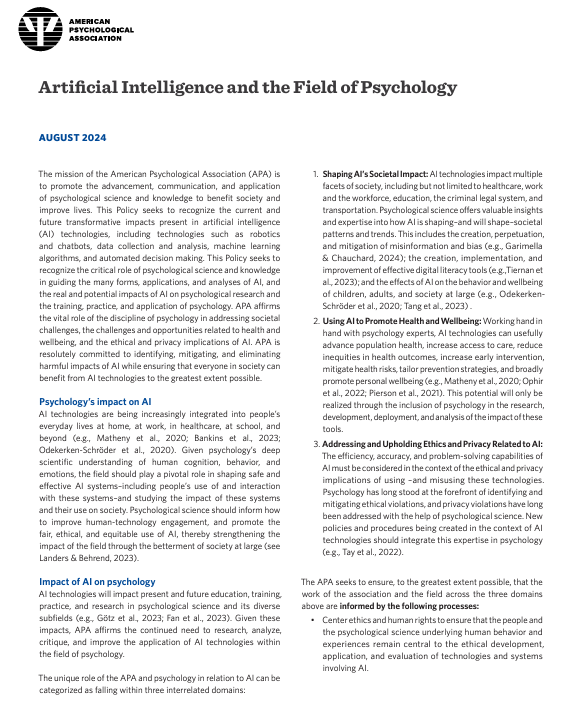 AMERICAN
PSYCHOLOGICAL
ASSOCIATION
Artificial Intelligence and the Field of Psychology
AUGUST 2024
The mission of the American Psychological Association (APA) is
to promote the advancement, communication, and application
of psychological science and knowledge to benefit society and
improve lives. This Policy seeks to recognize the current and
future transformative impacts present in artificial intelligence
(AI) technologies, including technologies such as robotics
and chatbots, data collection and analysis, machine learning
algorithms, and automated decision making. This Policy seeks to
recognize the critical role of psychological science and knowledge
in guiding the many forms, applications, and analyses of AI, and
the real and potential impacts of AI on psychological research and
the training, practice, and application of psychology. APA affirms
the vital role of the discipline of psychology in addressing societal
challenges, the challenges and opportunities related to health and
wellbeing, and the ethical and privacy implications of AI. APA is
resolutely committed to identifying, mitigating, and eliminating
harmful impacts of AI while ensuring that everyone in society can
benefit from AI technologies to the greatest extent possible.
Psychology's impact on AI
AI technologies are being increasingly integrated into people's
everyday lives at home, at work, in healthcare, at school, and
beyond (e.g., Matheny et al., 2020; Bankins et al., 2023;
Odekerken-Schröder et al., 2020). Given psychology's deep
scientific understanding of human cognition, behavior, and
emotions, the field should play a pivotal role in shaping safe and
effective AI systems–including people's use of and interaction
with these systems–and studying the impact of these systems
and their use on society. Psychological science should inform how
to improve human-technology engagement, and promote the
fair, ethical, and equitable use of AI, thereby strengthening the
impact of the field through the betterment of society at large (see
Landers & Behrend, 2023).
Impact of AI on psychology
AI technologies will impact present and future education, training,
practice, and research in psychological science and its diverse
subfields (e.g., Götz et al., 2023; Fan et al., 2023). Given these
impacts, APA affirms the continued need to research, analyze,
critique, and improve the application of AI technologies within
the field of psychology.
The unique role of the APA and psychology in relation to AI can be
categorized as falling within three interrelated domains:
1. Shaping AI's Societal Impact: AI technologies impact multiple
facets of society, including but not limited to healthcare, work
and the workforce, education, the criminal legal system, and
transportation. Psychological science offers valuable insights
and expertise into how AI is shaping–and will shape–societal
patterns and trends. This includes the creation, perpetuation,
and mitigation of misinformation and bias (e.g., Garimella
& Chauchard, 2024); the creation, implementation, and
improvement of effective digital literacy tools (e.g.,Tiernan et
al., 2023); and the effects of AI on the behavior and wellbeing
of children, adults, and society at large (e.g., Odekerken-
Schröder et al., 2020; Tang et al., 2023) .
2. Using AI to Promote Health and Wellbeing: Working hand in
hand with psychology experts, AI technologies can usefully
advance population health, increase access to care, reduce
inequities in health outcomes, increase early intervention,
mitigate health risks, tailor prevention strategies, and broadly
promote personal wellbeing (e.g., Matheny et al., 2020; Ophir
et al., 2022; Pierson et al., 2021). This potential will only be
realized through the inclusion of psychology in the research,
development, deployment, and analysis of the impact of these
tools.
3. Addressing and Upholding Ethics and Privacy Related to AI:
The efficiency, accuracy, and problem-solving capabilities of
AI must be considered in the context of the ethical and privacy
implications of using –and misusing these technologies.
Psychology has long stood at the forefront of identifying and
mitigating ethical violations, and privacy violations have long
been addressed with the help of psychological science. New
policies and procedures being created in the context of AI
technologies should integrate this expertise in psychology
(e.g., Tay et al., 2022).
The APA seeks to ensure, to the greatest extent possible, that the
work of the association and the field across the three domains
above are informed by the following processes:
• Center ethics and human rights to ensure that the people and
the psychological science underlying human behavior and
experiences remain central to the ethical development,
application, and evaluation of technologies and systems
involving AI.